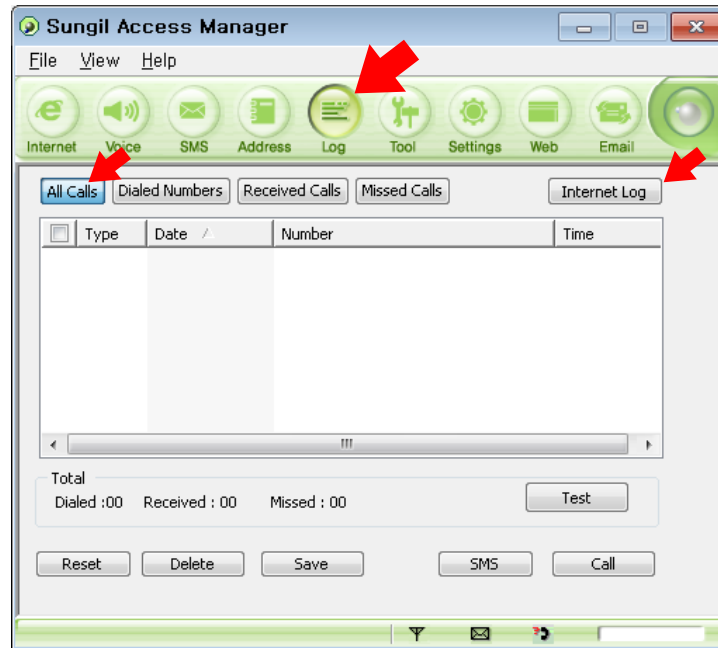 Sungil Access Manager
File View Help
Internet Voice SMS Address Log Tool Settings Web Email
All Calls Dialed Numbers Received Calls Missed Calls Internet Log
Type Date Number Time
Total
Dialed :00 Received : 00 Missed : 00 Test
Reset Delete Save SMS Call